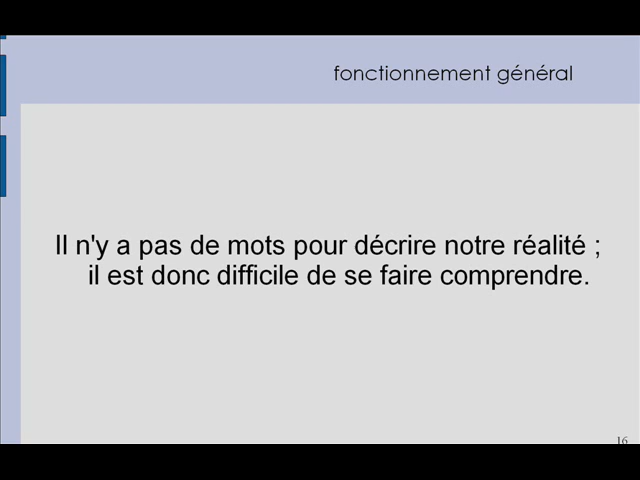 fonctionnement général
Il n'y a pas de mots pour décrire notre réalité ;
il est donc difficile de se faire comprendre.
16